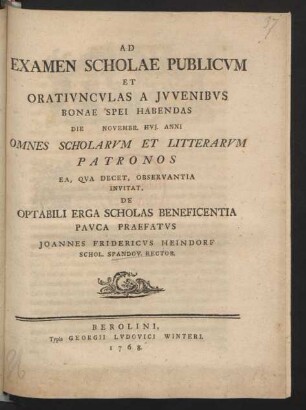 AD
EXAMEN SCHOLAE PUBLICVM
ET
ORATIVNCVLAS A JVVENIBVS
BONAE SPEI HABENDAS
DIE NOVEMBR. HVJ. ANNI
OMNES SCHOLARVM ET LITTERARVM
PATRONOS
EA, QVA DECET, OBSERVANTIA
INVITAT,
DE
OPTABILI ERGA SCHOLAS BENEFICENTIA
PAVCA PRAEFATVS
JOANNES FRIDERICVS HEINDORF
SCHOL. SPANDOV. RECTOR.
BEROLINI,
Typis GEORGII LVDOVICI WINTERI.
1768.